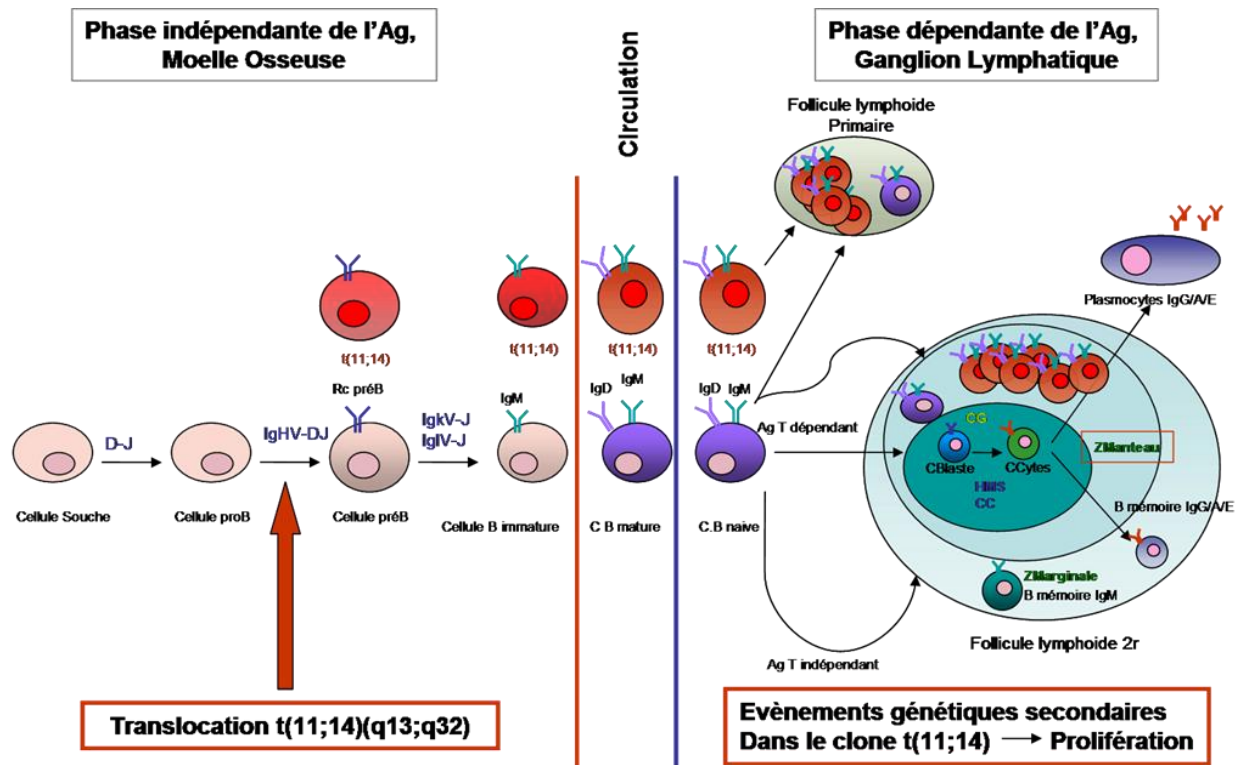 Phase indépendante de l'Ag,
Moelle Osseuse
Circulation
Phase dépendante de l'Ag,
Ganglion Lymphatique
Follicule lymphoide
Primaire
Plasmocytes IgG/A/E
t(11;14)
t(11;14)
t(11;14)
t(11;14)
Rc préB
IgM
IgD
IgM
IgD
IgM
D-J
IgHV-DJ
IgkV-J
IglV-J
Ag T dépendant
CG
CBlaste
CCytes
HMS
CC
ZManteau
B mémoire IgG/A/E
Cellule Souche
Cellule proB
Cellule préB
Cellule B immature
C B mature
C.B naive
ZMarginale
B mémoire IgM
Follicule lymphoide 2r
Ag T indépendant
Translocation t(11;14)(q13;q32)
Evènements génétiques secondaires
Dans le clone t(11;14) → Prolifération